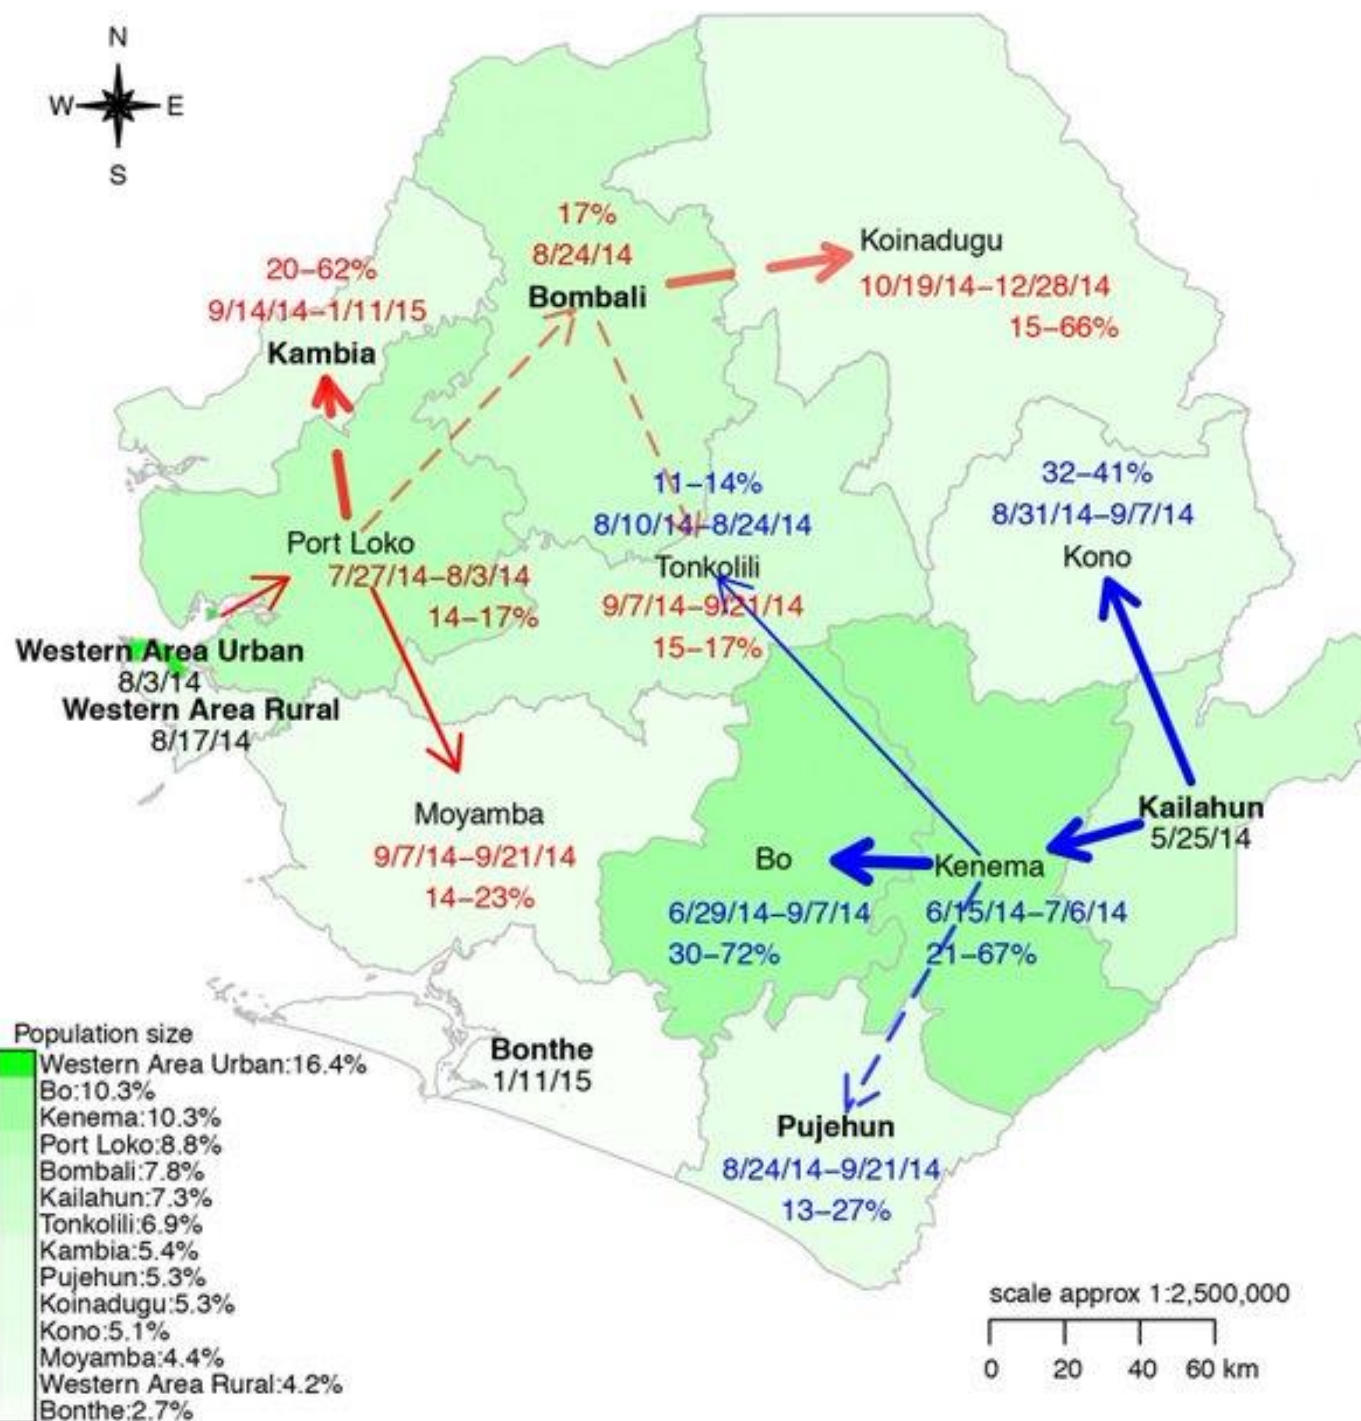 N
W E
S
17%
8/24/14
Bombali
Koinadugu
10/19/14–12/28/14
15–66%
20–62%
9/14/14–1/11/15
Kambia
11–14%
8/10/14–8/24/14
Tonkolili
9/7/14–9/21/14
15–17%
32–41%
8/31/14–9/7/14
Kono
Port Loko
7/27/14–8/3/14
14–17%
Western Area Urban
8/3/14
Western Area Rural
8/17/14
Moyamba
9/7/14–9/21/14
14–23%
Bo
6/29/14–9/7/14
30–72%
Kenema
6/15/14–7/6/14
21–67%
Kailahun
5/25/14
Bonthe
1/11/15
Pujehun
8/24/14–9/21/14
13–27%
Population size
Western Area Urban:16.4%
Bo:10.3%
Kenema:10.3%
Port Loko:8.8%
Bombali:7.8%
Kailahun:7.3%
Tonkolili:6.9%
Kambia:5.4%
Pujehun:5.3%
Koinadugu:5.3%
Kono:5.1%
Moyamba:4.4%
Western Area Rural:4.2%
Bonthe:2.7%
scale approx 1:2,500,000
0 20 40 60 km